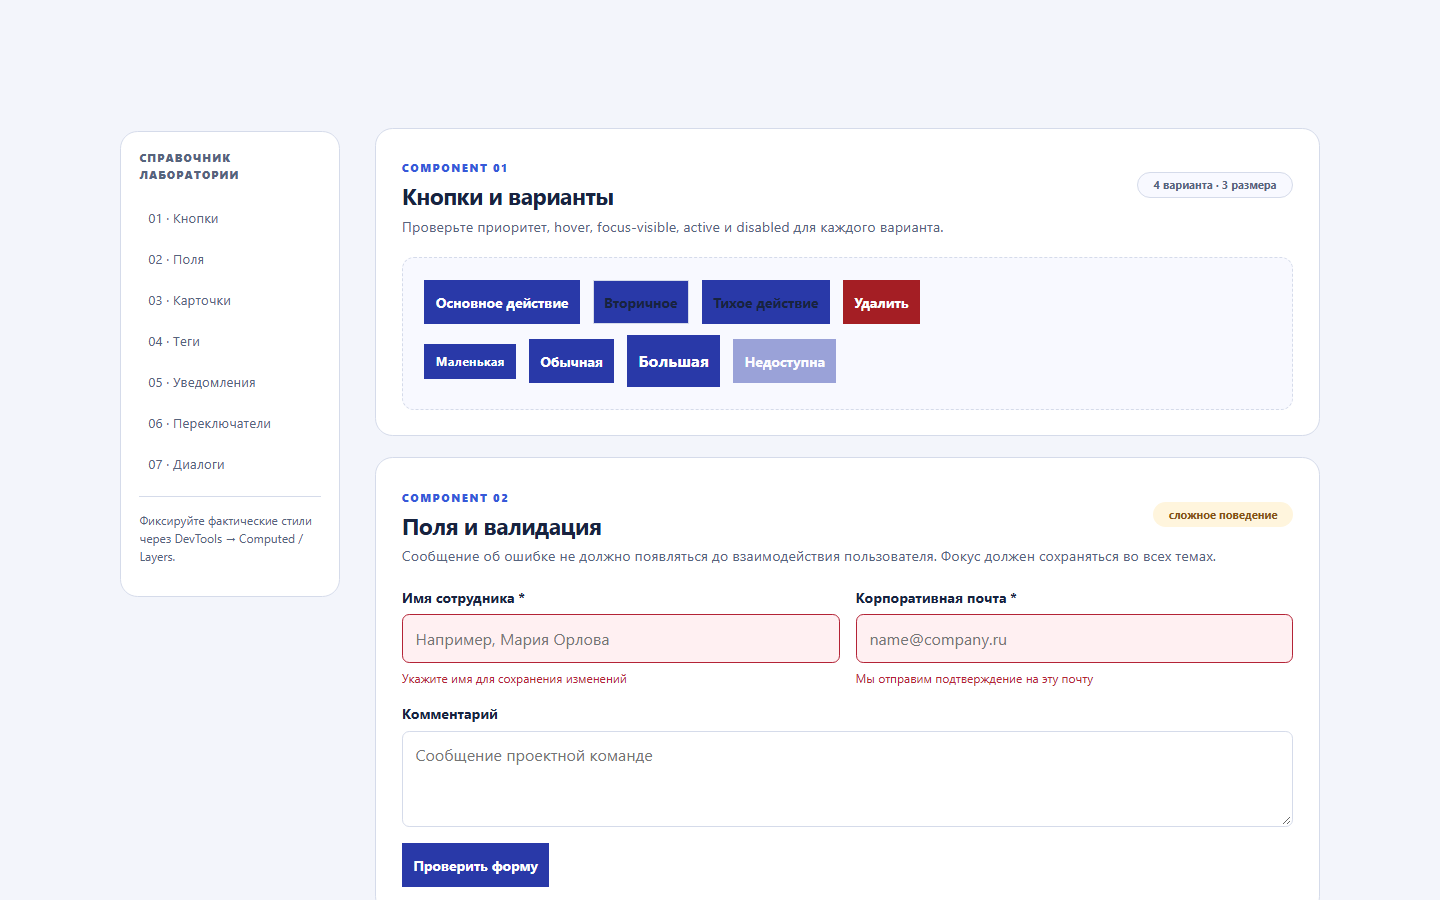 СПРАВОЧНИК
ЛАБОРАТОРИИ
01 · Кнопки
02 · Поля
03 · Карточки
04 · Теги
05 · Уведомления
06 · Переключатели
07 · Диалоги
Фиксируйте фактические стили
через DevTools → Computed /
Layers.
COMPONENT 01
Кнопки и варианты
4 варианта · 3 размера
Проверьте приоритет, hover, focus-visible, active и disabled для каждого варианта.
Основное действие
Вторичное
Тихое действие
Удалить
Маленькая
Обычная
Большая
Недоступна
COMPONENT 02
Поля и валидация
сложное поведение
Сообщение об ошибке не должно появляться до взаимодействия пользователя. Фокус должен сохраняться во всех темах.
Имя сотрудника *
Например, Мария Орлова
Укажите имя для сохранения изменений
Корпоративная почта *
name@company.ru
Мы отправим подтверждение на эту почту
Комментарий
Сообщение проектной команде
Проверить форму